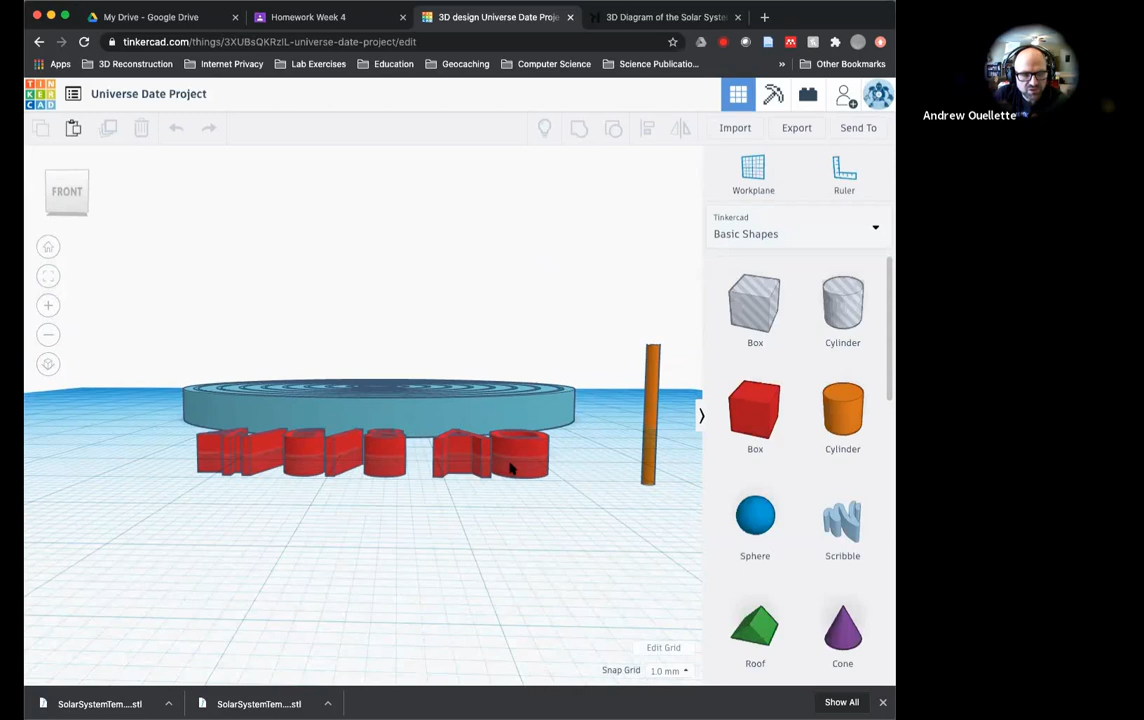 My Drive - Google Drive
Homework Week 4
3D design Universe Date Proje
3D Diagram of the Solar Syste
tinkercad.com/things/3XUBsQKRzIL-universe-date-project/edit
Apps
3D Reconstruction
Internet Privacy
Lab Exercises
Education
Geocaching
Computer Science
Science Publicatio...
»
Other Bookmarks
TIN
KER
CAD
Universe Date Project
Import
Export
Send To
FRONT
Workplane
Ruler
Tinkercad
Basic Shapes
Box
Cylinder
Box
Cylinder
Sphere
Scribble
Roof
Cone
Edit Grid
Snap Grid
1.0 mm
SolarSystemTem....stl
SolarSystemTem....stl
Show All
Andrew Ouellette